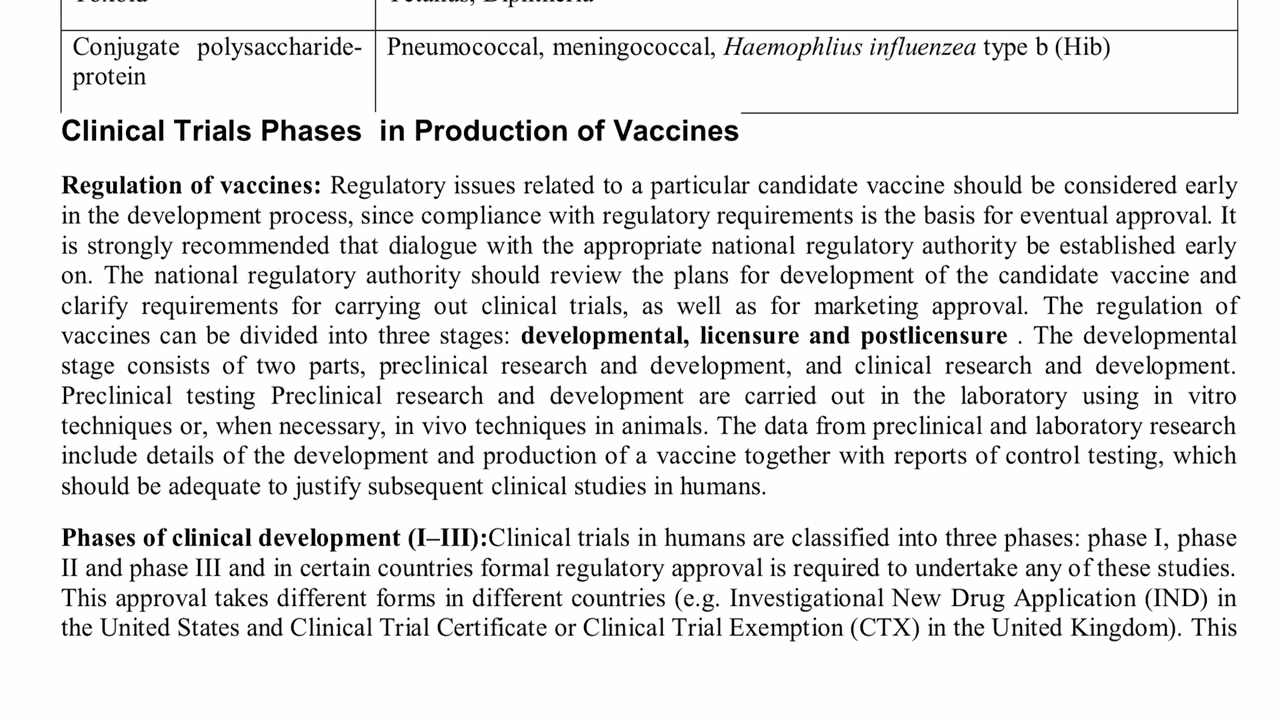 Toxoid Tetanus, Diphtheria
Conjugate polysaccharide- Pneumococcal, meningococcal, Haemophlius influenzea type b (Hib)
protein
Clinical Trials Phases in Production of Vaccines
Regulation of vaccines: Regulatory issues related to a particular candidate vaccine should be considered early
in the development process, since compliance with regulatory requirements is the basis for eventual approval. It
is strongly recommended that dialogue with the appropriate national regulatory authority be established early
on. The national regulatory authority should review the plans for development of the candidate vaccine and
clarify requirements for carrying out clinical trials, as well as for marketing approval. The regulation of
vaccines can be divided into three stages: developmental, licensure and postlicensure . The developmental
stage consists of two parts, preclinical research and development, and clinical research and development.
Preclinical testing Preclinical research and development are carried out in the laboratory using in vitro
techniques or, when necessary, in vivo techniques in animals. The data from preclinical and laboratory research
include details of the development and production of a vaccine together with reports of control testing, which
should be adequate to justify subsequent clinical studies in humans.
Phases of clinical development (I–III):Clinical trials in humans are classified into three phases: phase I, phase
II and phase III and in certain countries formal regulatory approval is required to undertake any of these studies.
This approval takes different forms in different countries (e.g. Investigational New Drug Application (IND) in
the United States and Clinical Trial Certificate or Clinical Trial Exemption (CTX) in the United Kingdom). This